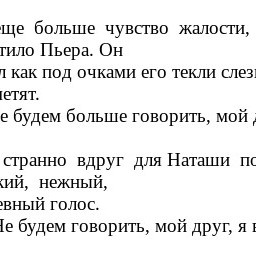 еще больше чувство жалости,
тило Пьера. Он
л как под очками его текли слез
етят.
е будем больше говорить, мой д
странно вдруг для Наташи по
кий, нежный,
евный голос.
Не будем говорить, мой друг, я в